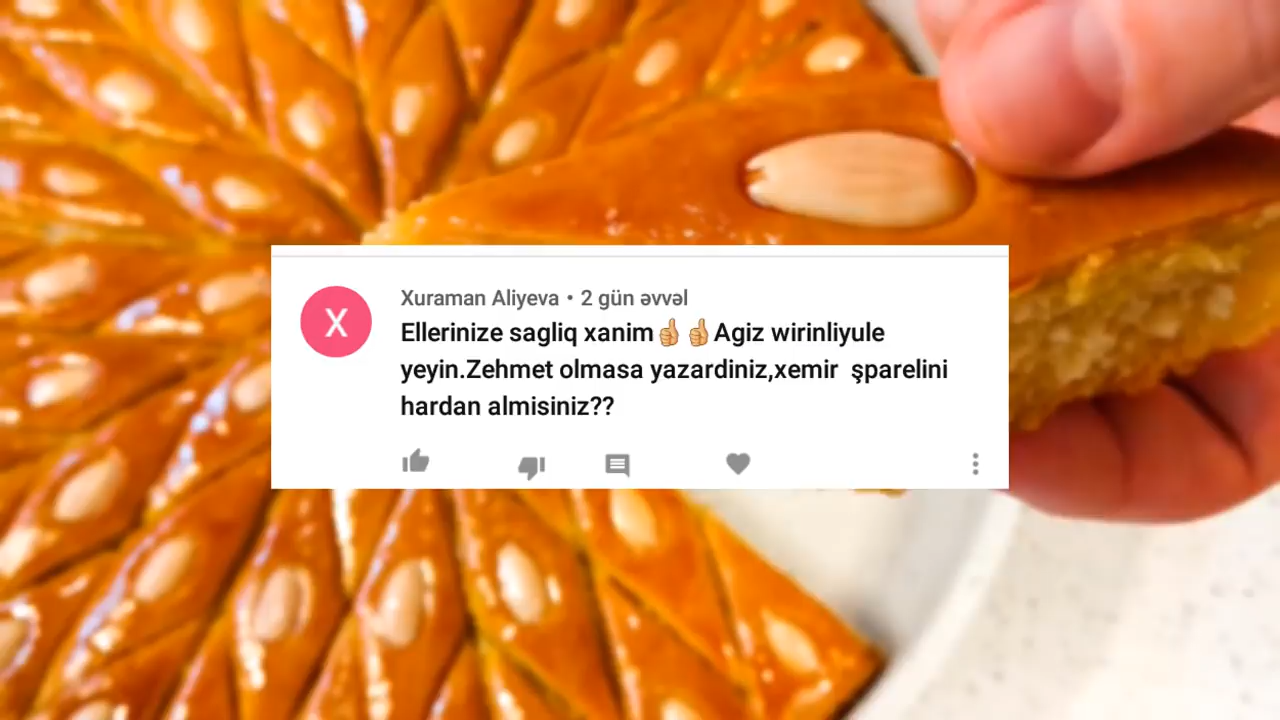 X
Xuraman Aliyeva • 2 gün əvvəl
Ellerinize sagliq xanim👍🏼👍🏼Agiz wirinliyule
yeyin.Zehmet olmasa yazardiniz,xemir şparelini
hardan almisiniz??